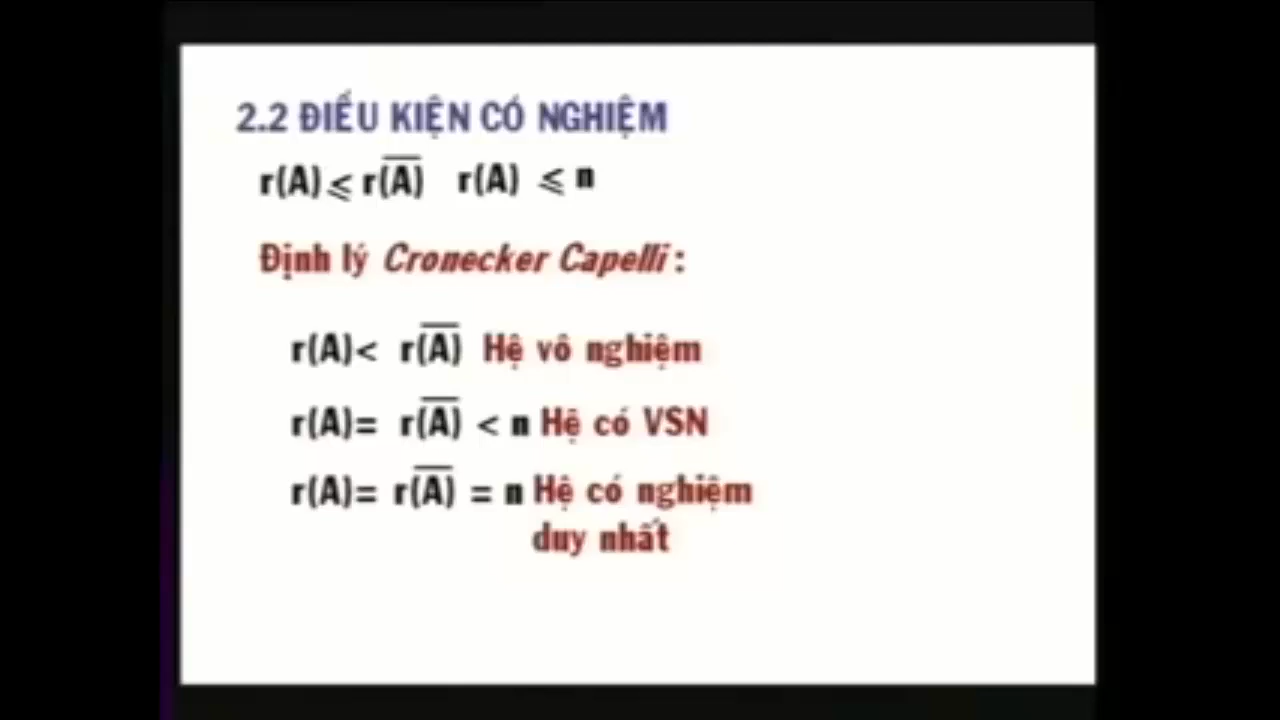 2.2 ĐIỀU KIỆN CÓ NGHIỆM
r(A)⩽ r(A̅) r(A) ⩽ n
Định lý Cronecker Capelli :
r(A)< r(A̅) Hệ vô nghiệm
r(A)= r(A̅) < n Hệ có VSN
r(A)= r(A̅) = n Hệ có nghiệm
duy nhất